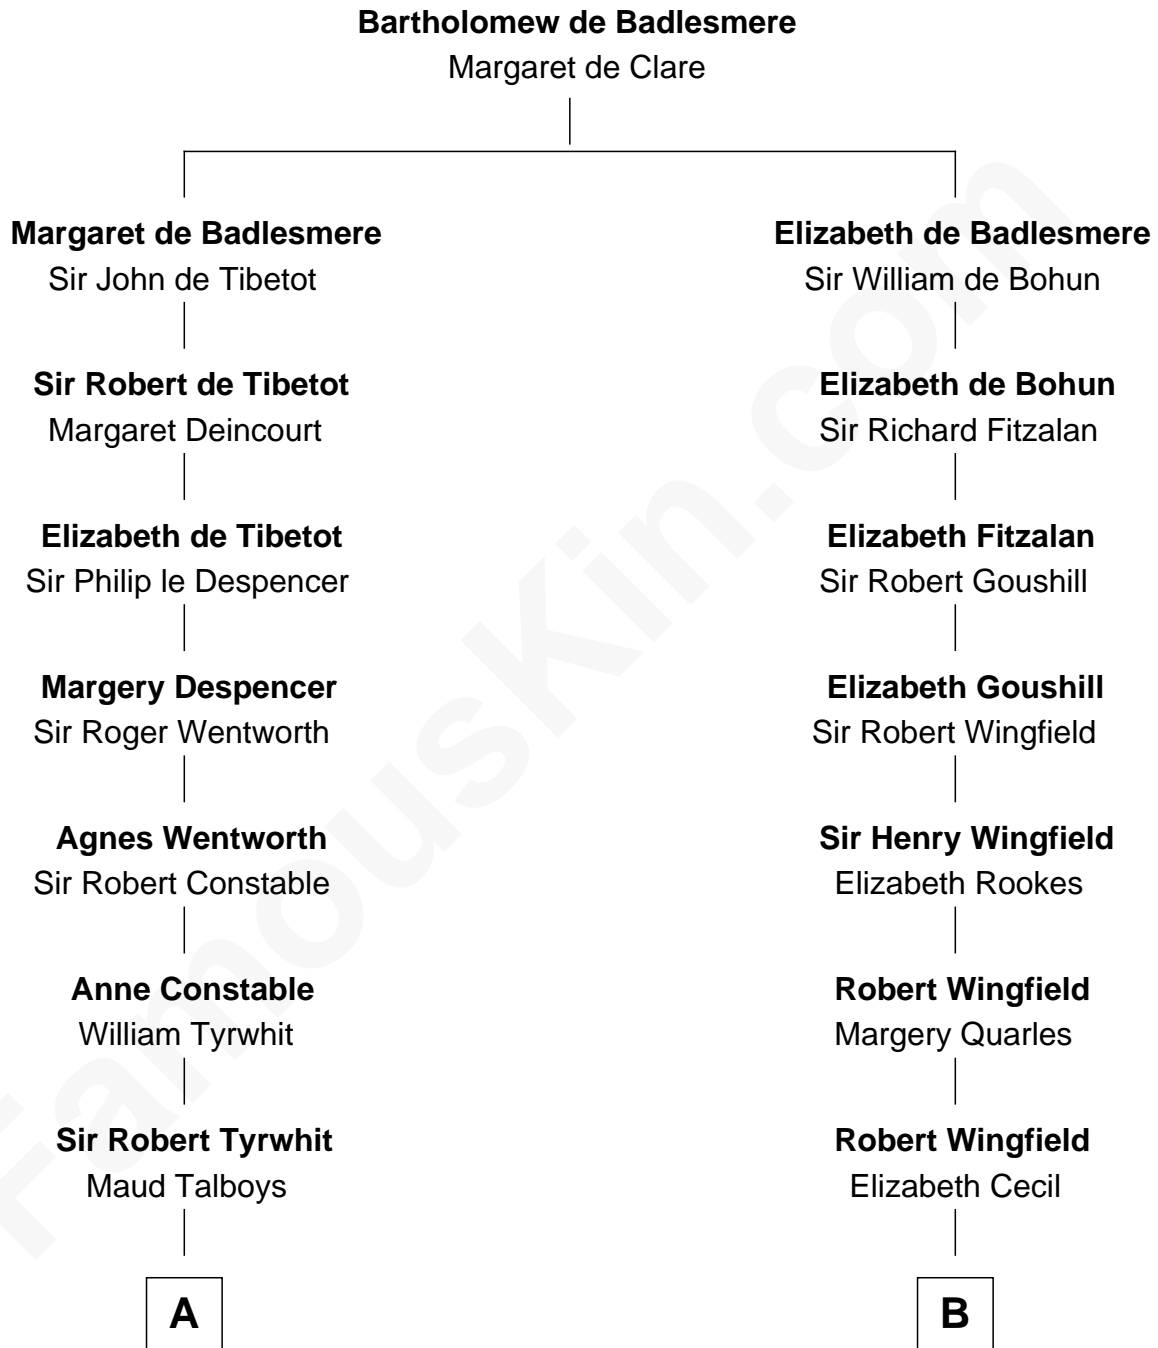 Bartholomew de Badlesmere
Margaret de Clare
Margaret de Badlesmere
Sir John de Tibetot
Elizabeth de Badlesmere
Sir William de Bohun
Sir Robert de Tibetot
Margaret Deincourt
Elizabeth de Bohun
Sir Richard Fitzalan
Elizabeth de Tibetot
Sir Philip le Despencer
Elizabeth Fitzalan
Sir Robert Goushill
Margery Despencer
Sir Roger Wentworth
Elizabeth Goushill
Sir Robert Wingfield
Agnes Wentworth
Sir Robert Constable
Sir Henry Wingfield
Elizabeth Rookes
Anne Constable
William Tyrwhit
Robert Wingfield
Margery Quarles
Sir Robert Tyrwhit
Maud Talboys
Robert Wingfield
Elizabeth Cecil
A
B
FamousKin.com